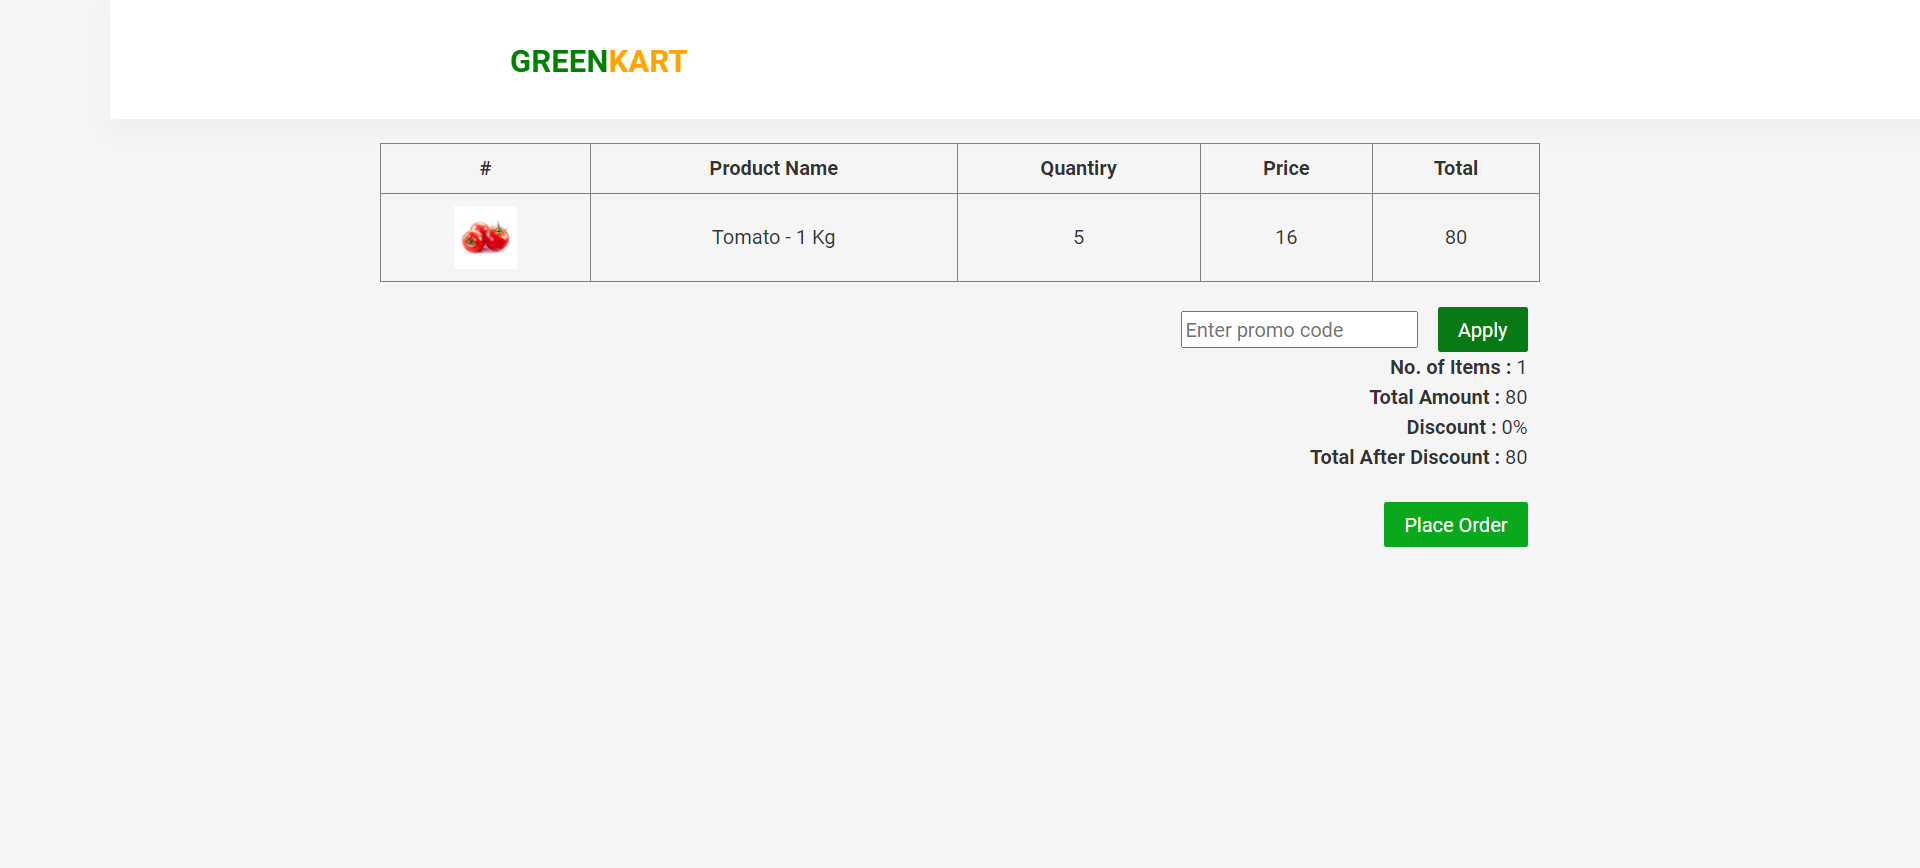 GREENKART
# Product Name Quantiry Price Total
Tomato - 1 Kg 5 16 80
Enter promo code Apply
No. of Items : 1
Total Amount : 80
Discount : 0%
Total After Discount : 80
Place Order